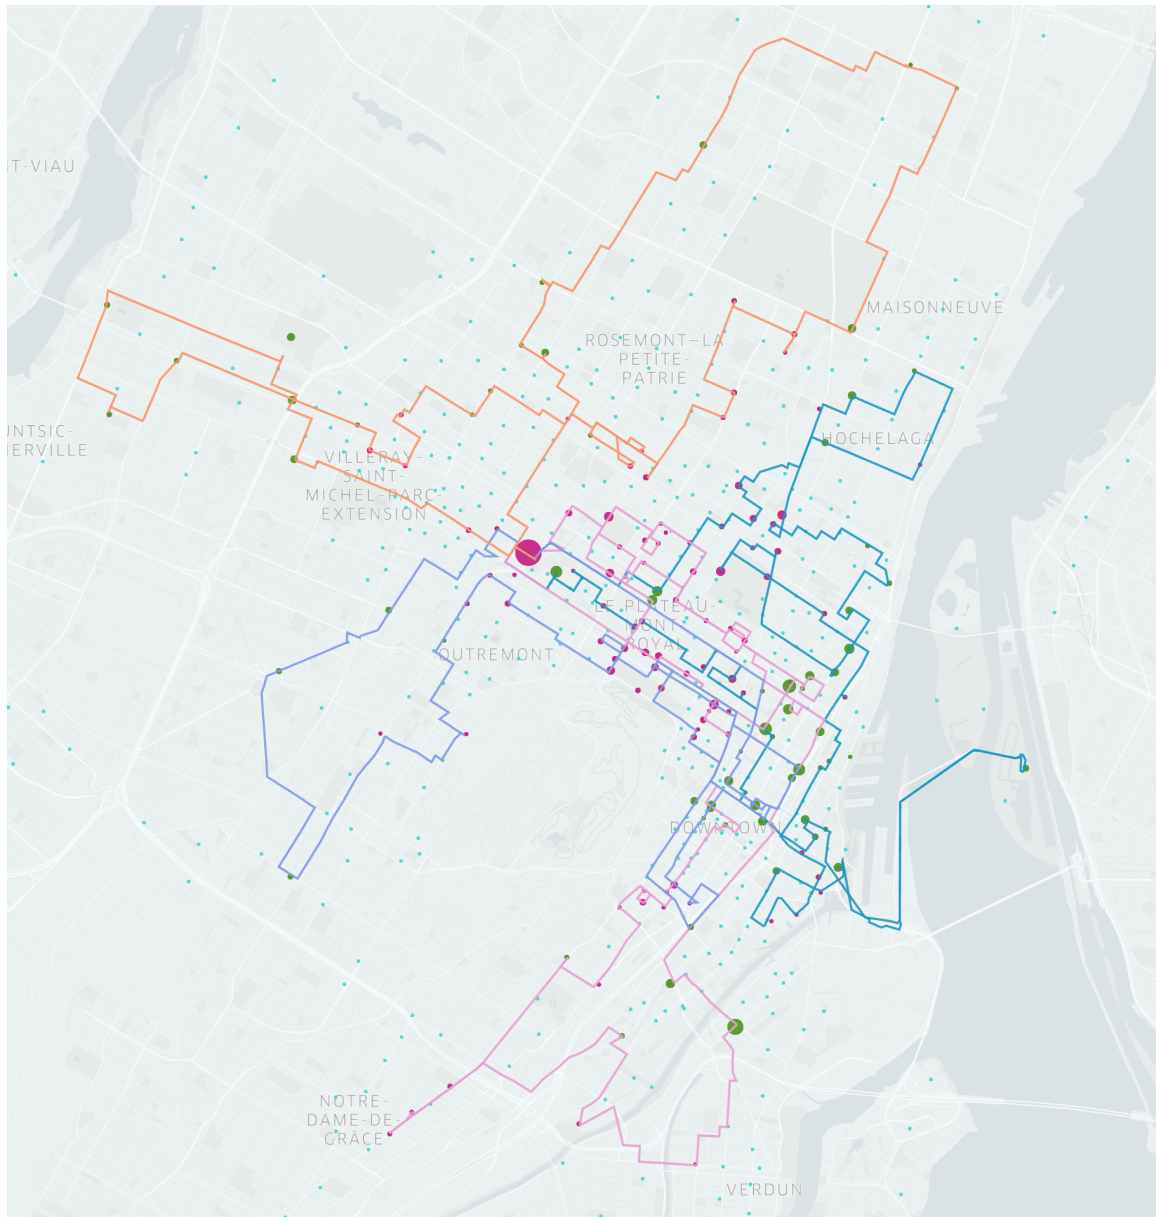 T-VIAU
MAISONNEUVE
ROSEMONT–LA
PETITE-
PATRIE
UNTSIC-
IERVILLE
HOCHELAGA
VILLERAY–
SAINT-
MICHEL–PARC-
EXTENSION
LE PLATEAU-
MONT-
ROYAL
OUTREMONT
DOWNTOWN
NOTRE-
DAME-DE-
GRÂCE
VERDUN